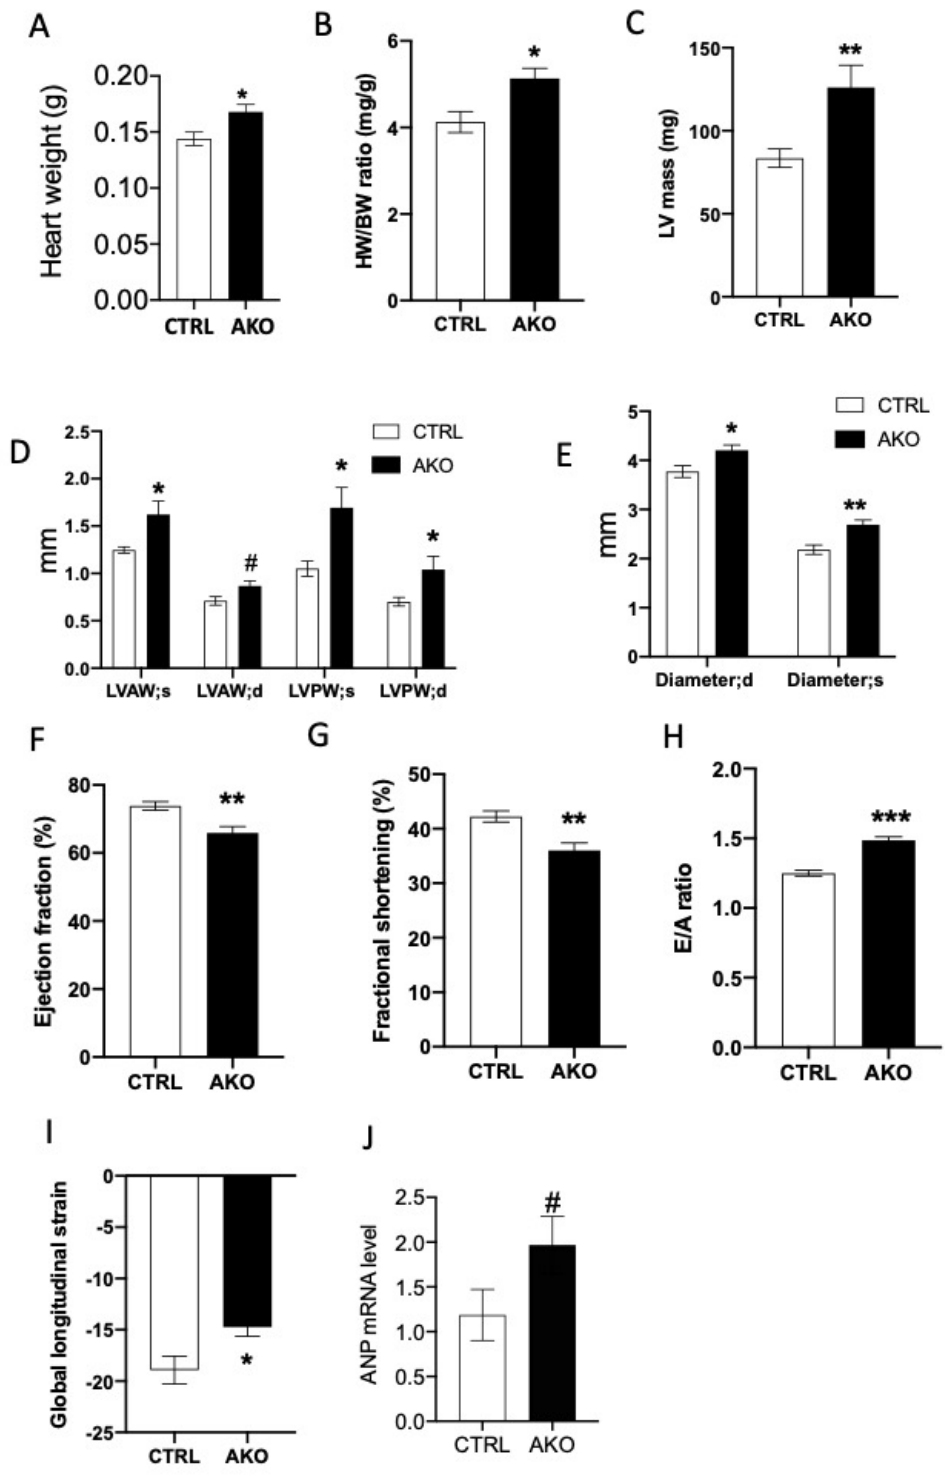 A
Heart weight (g)
0.20
0.15
0.10
0.05
0.00
*
CTRL AKO
B
HW/BW ratio (mg/g)
6
4
2
0
*
CTRL AKO
C
LV mass (mg)
150
100
50
0
**
CTRL AKO
D
mm
2.5
2.0
1.5
1.0
0.5
0.0
CTRL
AKO
*
#
*
*
LVAW;s LVAW;d LVPW;s LVPW;d
E
mm
5
4
3
2
1
0
CTRL
AKO
*
**
Diameter;d Diameter;s
F
Ejection fraction (%)
80
60
40
20
0
**
CTRL AKO
G
Fractional shortening (%)
50
40
30
20
10
0
**
CTRL AKO
H
E/A ratio
2.0
1.5
1.0
0.5
0.0
***
CTRL AKO
I
Global longitudinal strain
0
-5
-10
-15
-20
-25
*
CTRL AKO
J
ANP mRNA level
2.5
2.0
1.5
1.0
0.5
0.0
#
CTRL AKO